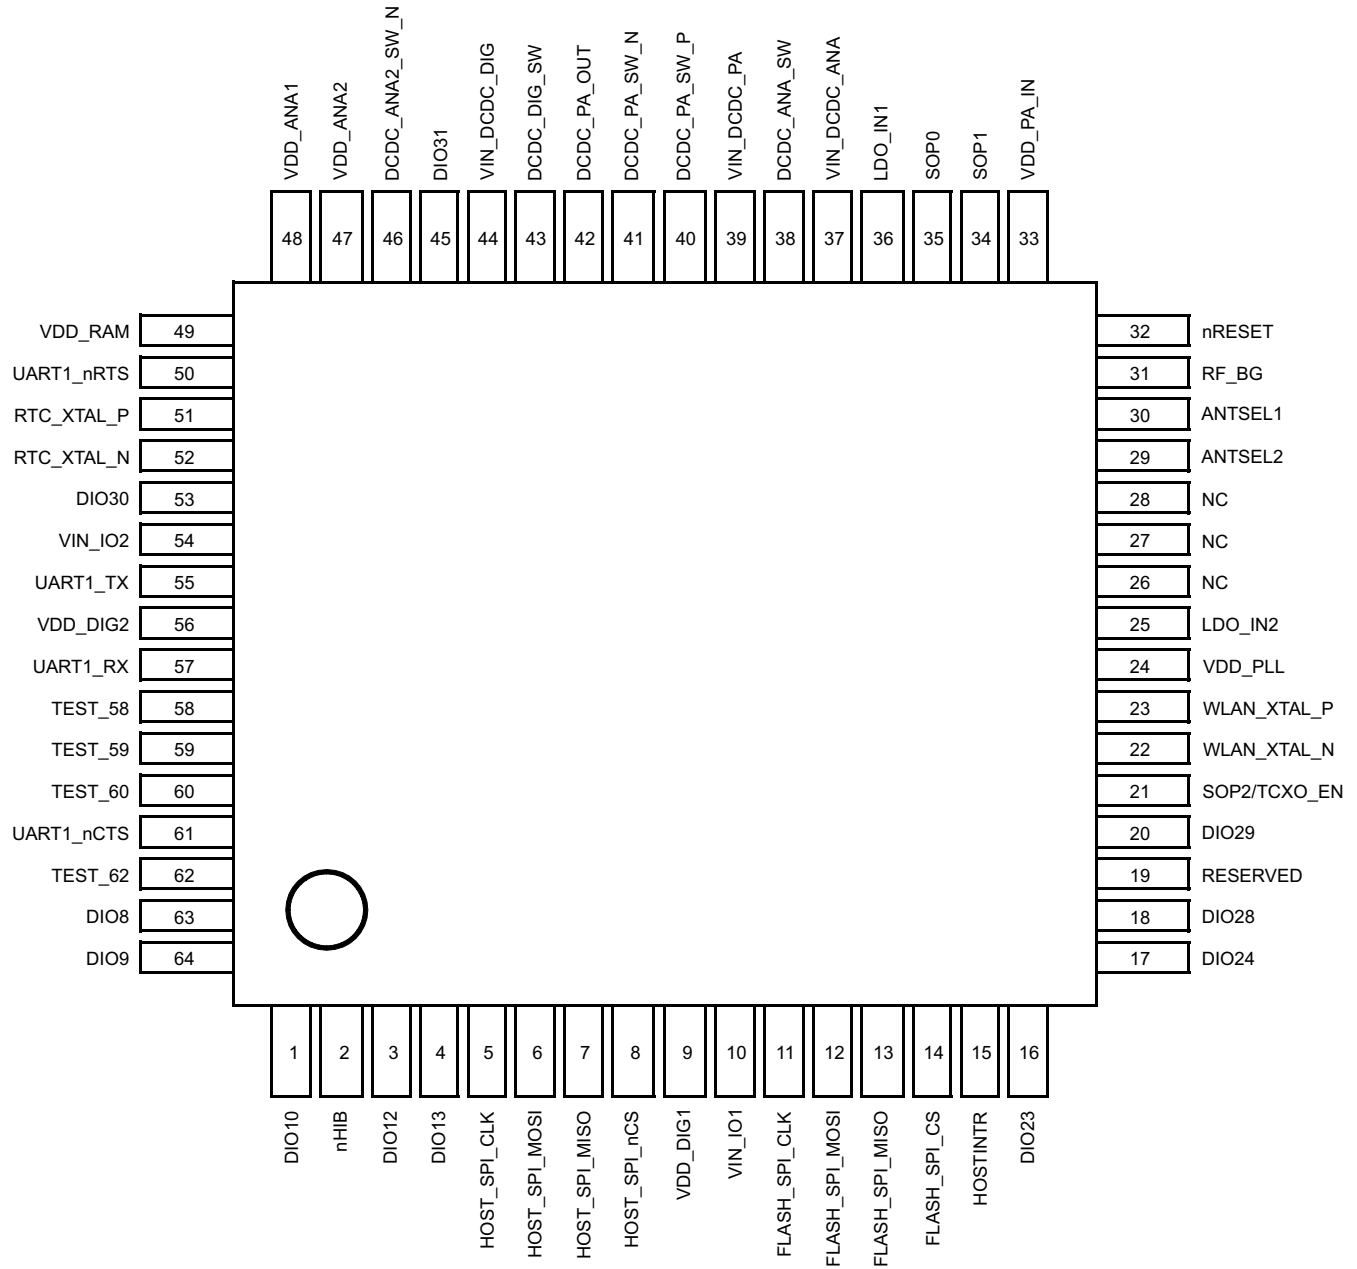 VDD_ANA1
VDD_ANA2
DCDC_ANA2_SW_N
DIO31
VIN_DCDC_DIG
DCDC_DIG_SW
DCDC_PA_OUT
DCDC_PA_SW_N
DCDC_PA_SW_P
VIN_DCDC_PA
DCDC_ANA_SW
VIN_DCDC_ANA
LDO_IN1
SOP0
SOP1
VDD_PA_IN
48 47 46 45 44 43 42 41 40 39 38 37 36 35 34 33
VDD_RAM 49
UART1_nRTS 50
RTC_XTAL_P 51
RTC_XTAL_N 52
DIO30 53
VIN_IO2 54
UART1_TX 55
VDD_DIG2 56
UART1_RX 57
TEST_58 58
TEST_59 59
TEST_60 60
UART1_nCTS 61
TEST_62 62
DIO8 63
DIO9 64
32 nRESET
31 RF_BG
30 ANTSEL1
29 ANTSEL2
28 NC
27 NC
26 NC
25 LDO_IN2
24 VDD_PLL
23 WLAN_XTAL_P
22 WLAN_XTAL_N
21 SOP2/TCXO_EN
20 DIO29
19 RESERVED
18 DIO28
17 DIO24
1 2 3 4 5 6 7 8 9 10 11 12 13 14 15 16
DIO10
nHIB
DIO12
DIO13
HOST_SPI_CLK
HOST_SPI_MOSI
HOST_SPI_MISO
HOST_SPI_nCS
VDD_DIG1
VIN_IO1
FLASH_SPI_CLK
FLASH_SPI_MOSI
FLASH_SPI_MISO
FLASH_SPI_CS
HOSTINTR
DIO23